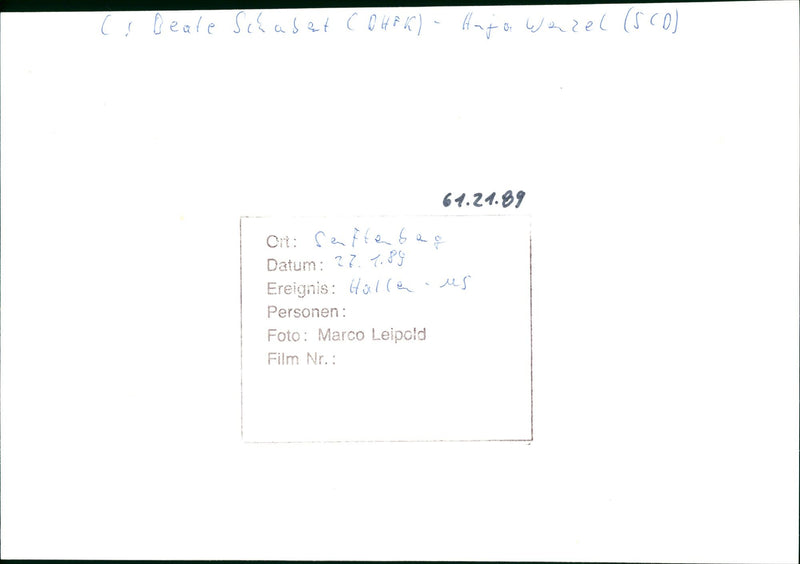 (: Beate Schubert (DHFK) - Anja Wenzel (SCD)
61.21.89
Ort: Senftenberg
Datum: 27.1.89
Ereignis: Hallen - MS
Personen:
Foto: Marco Leipold
Film Nr.: